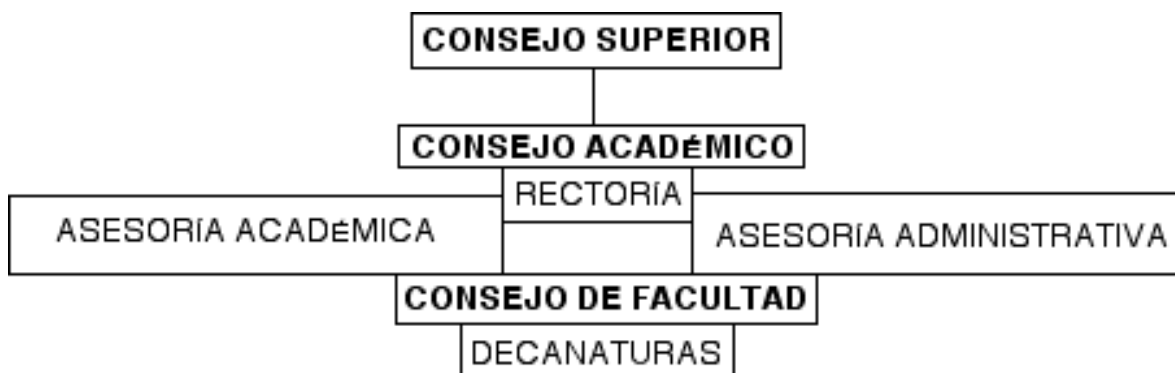 CONSEJO SUPERIOR
CONSEJO ACADÉMICO
RECTORÍA
ASESORÍA ACADÉMICA
ASESORÍA ADMINISTRATIVA
CONSEJO DE FACULTAD
DECANATURAS